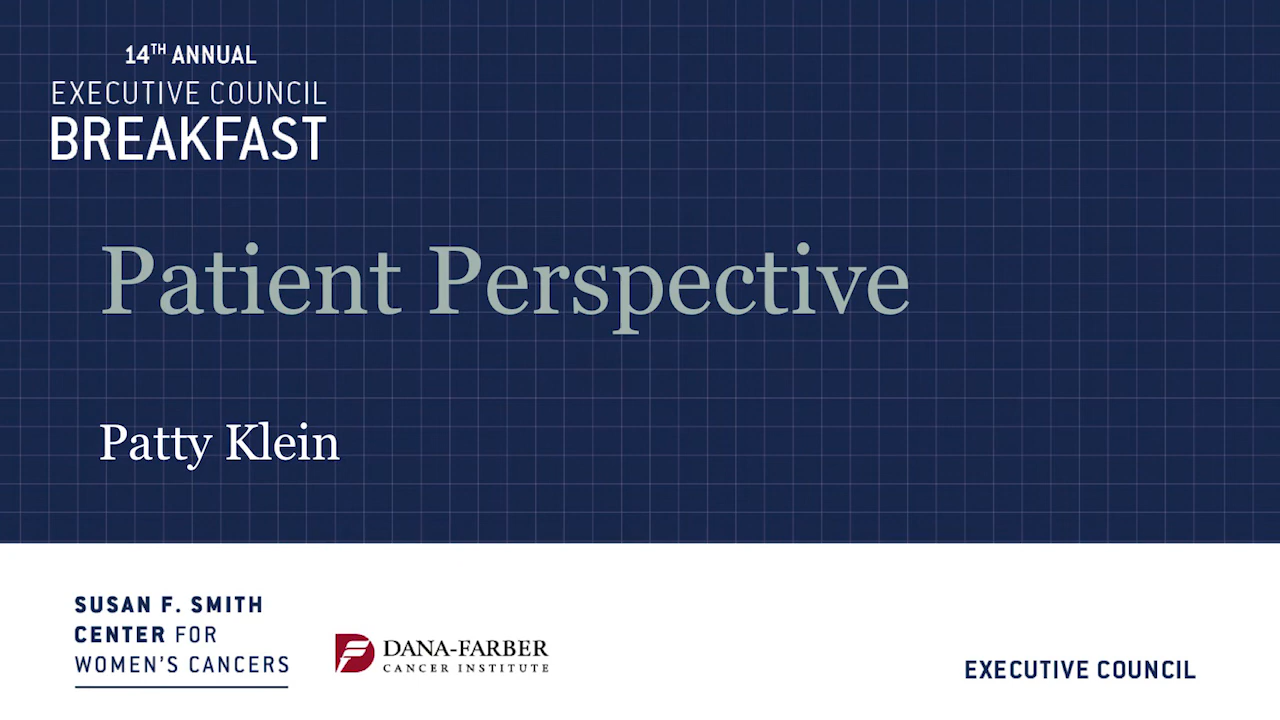 14TH ANNUAL
EXECUTIVE COUNCIL
BREAKFAST
Patient Perspective
Patty Klein
SUSAN F. SMITH
CENTER FOR
WOMEN'S CANCERS
DANA-FARBER
CANCER INSTITUTE
EXECUTIVE COUNCIL